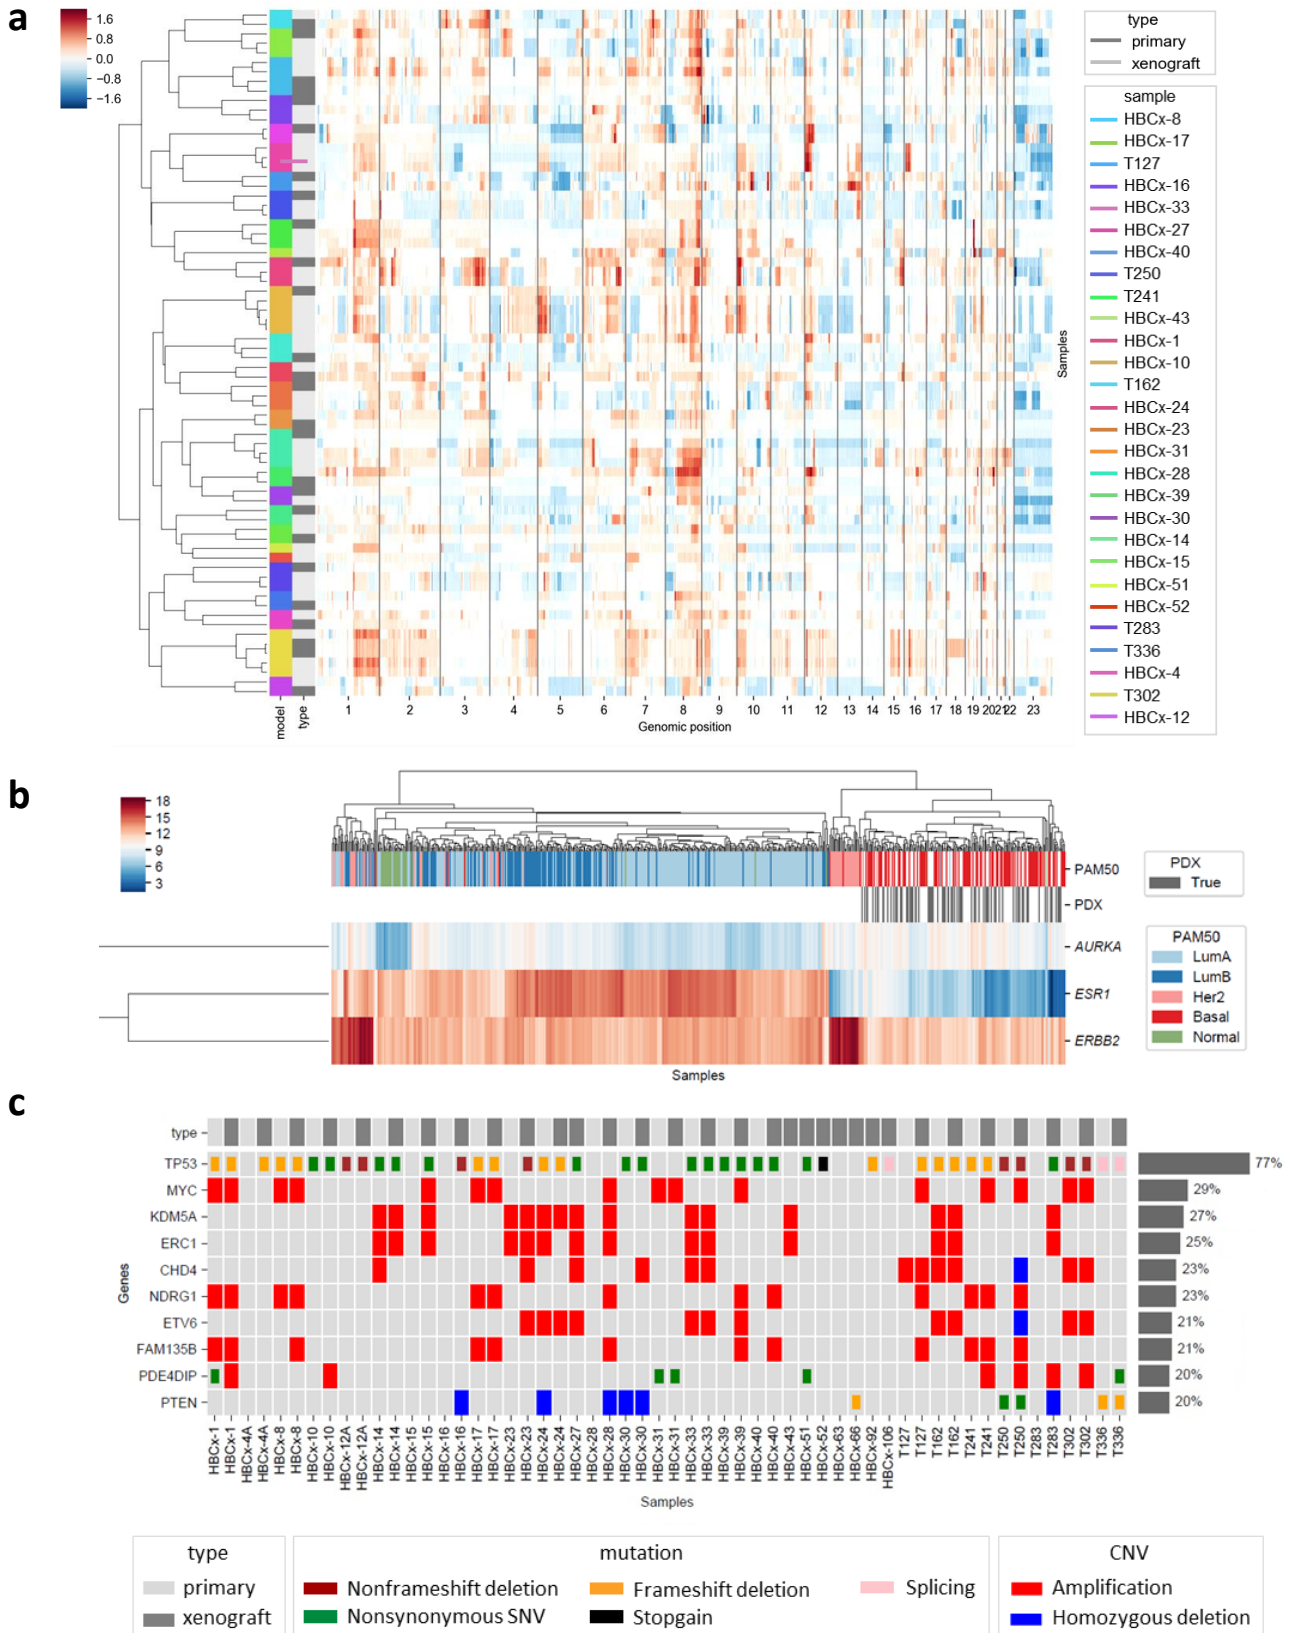 a
1.6
0.8
0.0
−0.8
−1.6
type
primary
xenograft
sample
HBCx-8
HBCx-17
T127
HBCx-16
HBCx-33
HBCx-27
HBCx-40
T250
T241
HBCx-43
HBCx-1
HBCx-10
T162
HBCx-24
HBCx-23
HBCx-31
HBCx-28
HBCx-39
HBCx-30
HBCx-14
HBCx-15
HBCx-51
HBCx-52
T283
T336
HBCx-4
T302
HBCx-12
Samples
model
type
1 2 3 4 5 6 7 8 9 10 11 12 13 14 15 16 17 18 19 20 21 22 23
Genomic position
b
18
15
12
9
6
3
PAM50
PDX
AURKA
ESR1
ERBB2
Samples
PDX
True
PAM50
LumA
LumB
Her2
Basal
Normal
c
type
TP53
77%
MYC
29%
KDM5A
27%
ERC1
25%
CHD4
23%
NDRG1
23%
ETV6
21%
FAM135B
21%
PDE4DIP
20%
PTEN
20%
Genes
HBCx-1
HBCx-1
HBCx-4A
HBCx-4A
HBCx-8
HBCx-8
HBCx-10
HBCx-10
HBCx-12A
HBCx-12A
HBCx-14
HBCx-14
HBCx-15
HBCx-15
HBCx-16
HBCx-16
HBCx-17
HBCx-17
HBCx-23
HBCx-23
HBCx-24
HBCx-24
HBCx-27
HBCx-28
HBCx-28
HBCx-30
HBCx-30
HBCx-31
HBCx-31
HBCx-33
HBCx-33
HBCx-39
HBCx-39
HBCx-40
HBCx-40
HBCx-43
HBCx-51
HBCx-52
HBCx-63
HBCx-66
HBCx-92
HBCx-106
T127
T127
T162
T162
T241
T241
T250
T250
T283
T283
T302
T302
T336
T336
Samples
type
primary
xenograft
mutation
Nonframeshift deletion
Nonsynonymous SNV
Frameshift deletion
Stopgain
Splicing
CNV
Amplification
Homozygous deletion